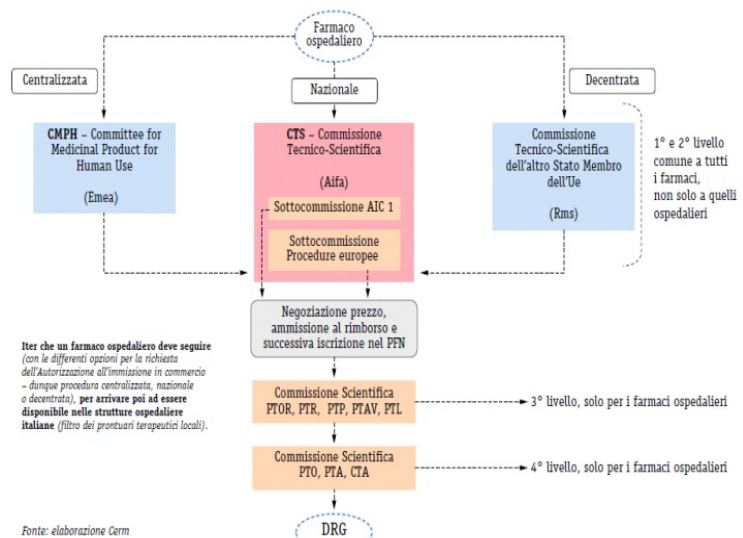 Farmaco
ospedaliero
Centralizzata
Nazionale
Decentrata
CMPH – Committee for
Medicinal Product for
Human Use
(Emea)
CTS – Commissione
Tecnico-Scientifica
(Aifa)
Sottocommissione AIC 1
Sottocommissione
Procedure europee
Commissione
Tecnico-Scientifica
dell'altro Stato Membro
dell'Ue
(Rms)
1° e 2° livello
comune a tutti
i farmaci,
non solo a quelli
ospedalieri
Negoziazione prezzo,
ammissione al rimborso e
successiva iscrizione nel PFN
Iter che un farmaco ospedaliero deve seguire
(con le differenti opzioni per la richiesta
dell'Autorizzazione all'immissione in commercio
– dunque procedura centralizzata, nazionale
o decentrata), per arrivare poi ad essere
disponibile nelle strutture ospedaliere
italiane (filtro dei prontuari terapeutici locali).
Commissione Scientifica
PTOR, PTR, PTP, PTAV, PTL
3° livello, solo per i farmaci ospedalieri
Commissione Scientifica
PTO, PTA, CTA
4° livello, solo per i farmaci ospedalieri
Fonte: elaborazione Cerm
DRG